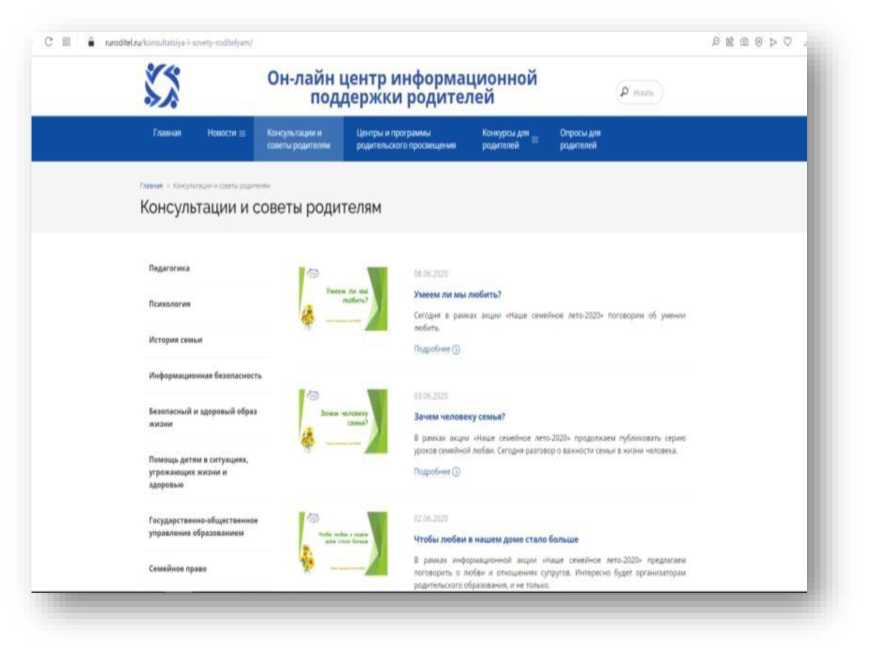 ruroditel.ru/konsultatsiya-i-sovety-roditelyam/
Он-лайн центр информационной
поддержки родителей
Искать
Главная
Новости
Консультации и
советы родителям
Центры и программы
родительского просвещения
Конкурсы для
родителей
Опросы для
родителей
Главная > Консультации и советы родителям
Консультации и советы родителям
Педагогика
Психология
История семьи
Информационная безопасность
Безопасный и здоровый образ
жизни
Помощь детям в ситуациях,
угрожающих жизни и
здоровью
Государственно-общественное
управление образованием
Семейное право
Умеем ли мы
любить?
08.06.2020
Умеем ли мы любить?
Сегодня в рамках акции «Наше семейное лето-2020» поговорим об умении
любить.
Подробнее
Зачем человеку
семья?
03.06.2020
Зачем человеку семья?
В рамках акции «Наше семейное лето-2020» продолжаем публиковать серию
уроков семейной любви. Сегодня разговор о важности семьи в жизни человека.
Подробнее
Чтобы любви в нашем
доме стало больше
02.06.2020
Чтобы любви в нашем доме стало больше
В рамках информационной акции «Наше семейное лето-2020» предлагаем
поговорить о любви и отношениях супругов. Интересно будет организаторам
родительского образования, и не только.